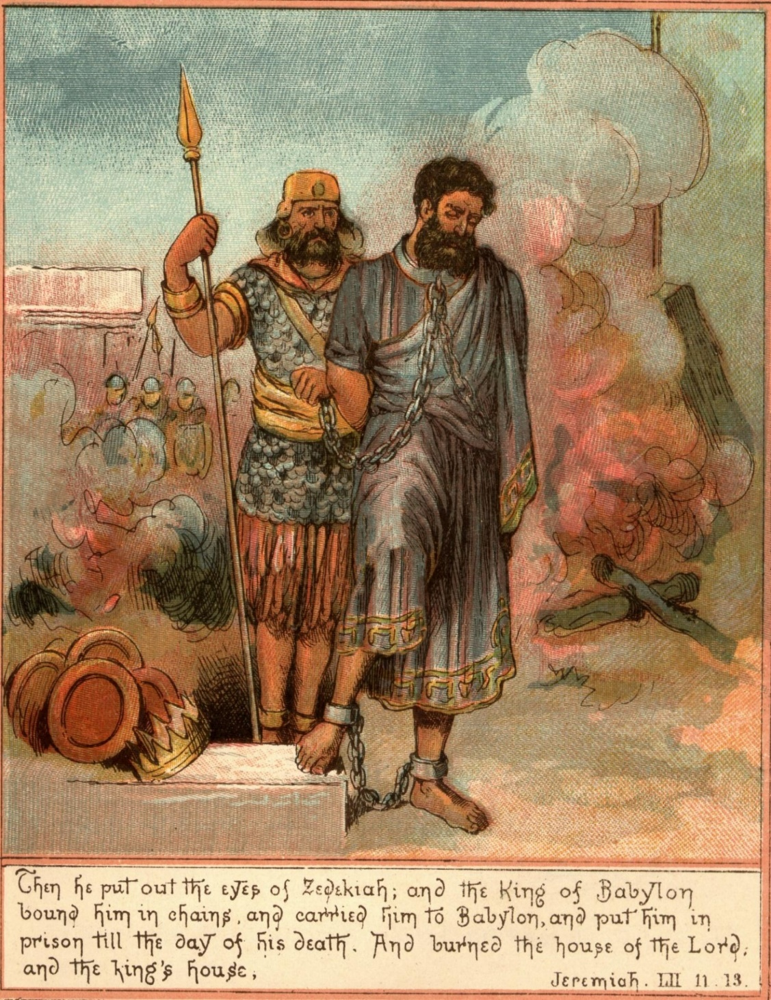 Then he put out the eyes of Zedekiah; and the King of Babylon
bound him in chains, and carried him to Babylon, and put him in
prison till the day of his death. And burned the house of the Lord,
and the king's house,
Jeremiah. LII 11. 13.